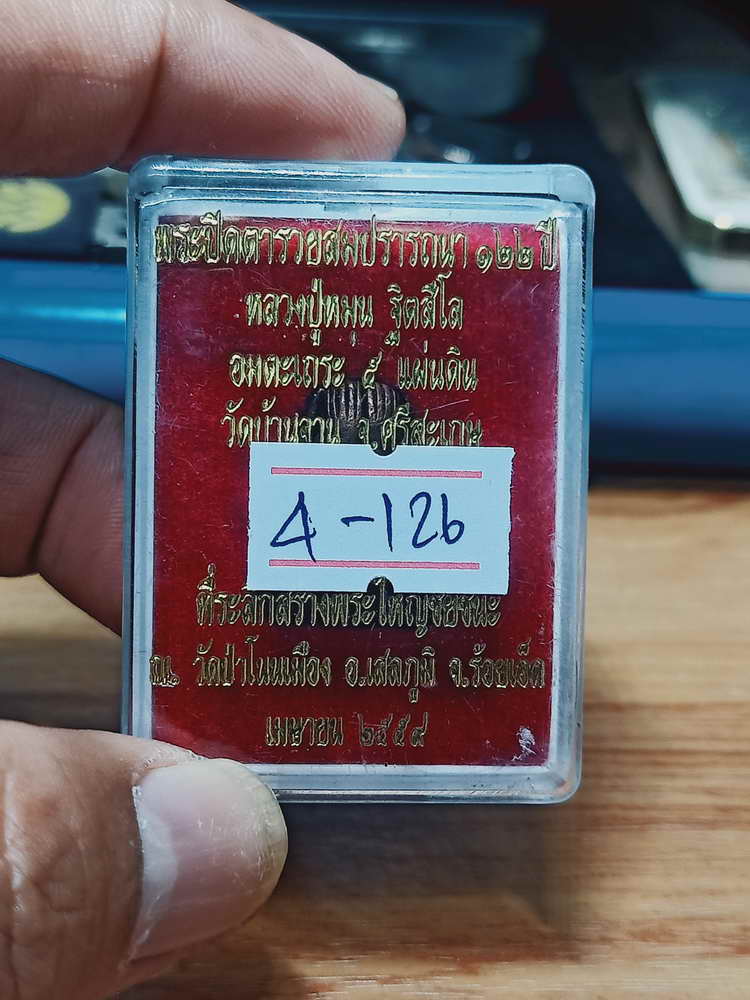 พระปิดตารวยสมปรารถนา ๑๒๒ ปี
หลวงปู่หมุน ฐิตสีโล
อมตะเถระ ๕ แผ่นดิน
วัดบ้านจาน จ.ศรีสะเกษ
4-126
ที่ระลึกสร้างพระใหญ่ชัยชนะ
ณ วัดป่าโนนเมือง อ.เสลภูมิ จ.ร้อยเอ็ด
เมษายน ๒๕๕๔